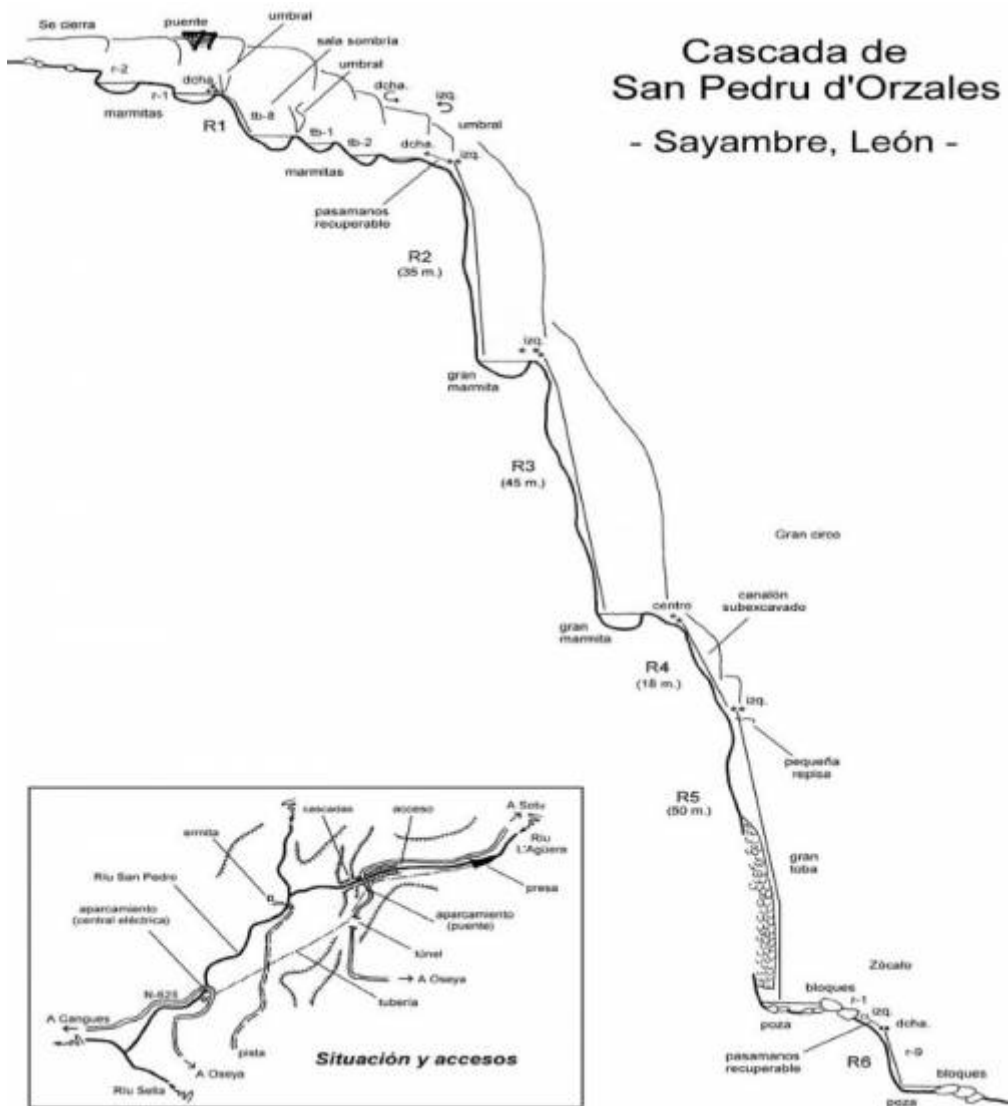 Cascada de
San Pedru d'Orzales
- Sayambre, León -
Se cierra
puente
umbral
sala sombría
umbral
r-2
dcha.
r-1
marmitas
R1
tb-8
tb-1
tb-2
marmitas
dcha.
izq.
umbral
dcha.
izq.
pasamanos
recuperable
R2
(35 m.)
izq.
gran
marmita
R3
(45 m.)
Gran circo
centro
canalón
subexcavado
gran
marmita
R4
(18 m.)
izq.
pequeña
repisa
R5
(50 m.)
gran
toba
Zócalo
bloques
r-1
izq.
dcha.
poza
pasamanos
recuperable
R6
r-9
bloques
poza
cascadas
acceso
A Soto
ermita
Ríu
L'Agüera
Ríu San Pedro
presa
aparcamiento
(central eléctrica)
aparcamiento
(puente)
túnel
A Oseya
N-625
tubería
A Cangues
pista
A Oseya
Ríu Sella
Situación y accesos